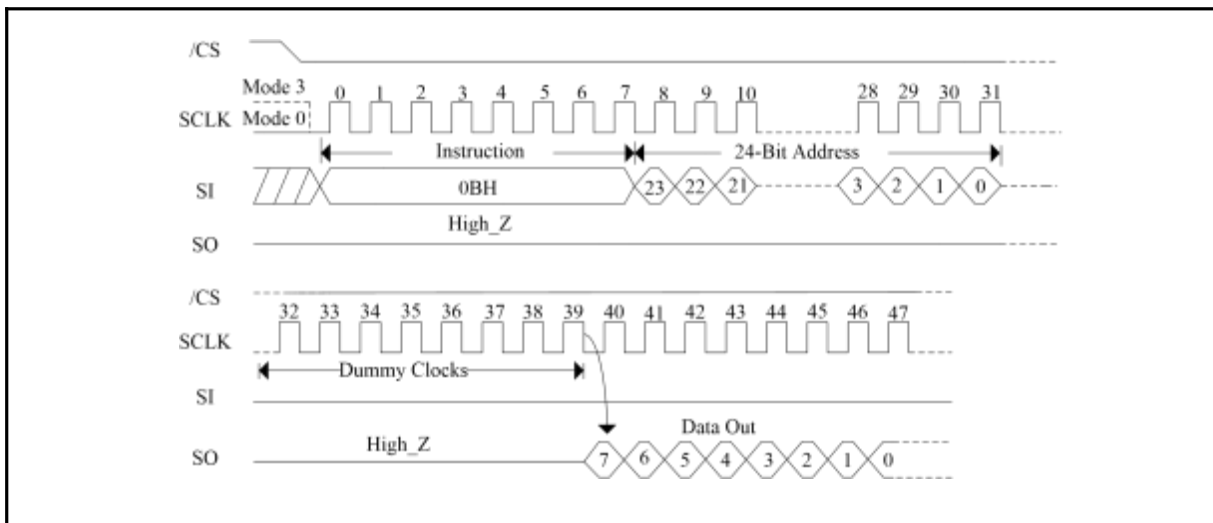 /CS
Mode 3
0 1 2 3 4 5 6 7 8 9 10 28 29 30 31
SCLK Mode 0
Instruction 24-Bit Address
SI 0BH 23 22 21 3 2 1 0
High_Z
SO
/CS
32 33 34 35 36 37 38 39 40 41 42 43 44 45 46 47
SCLK
Dummy Clocks
SI
Data Out
High_Z
SO 7 6 5 4 3 2 1 0